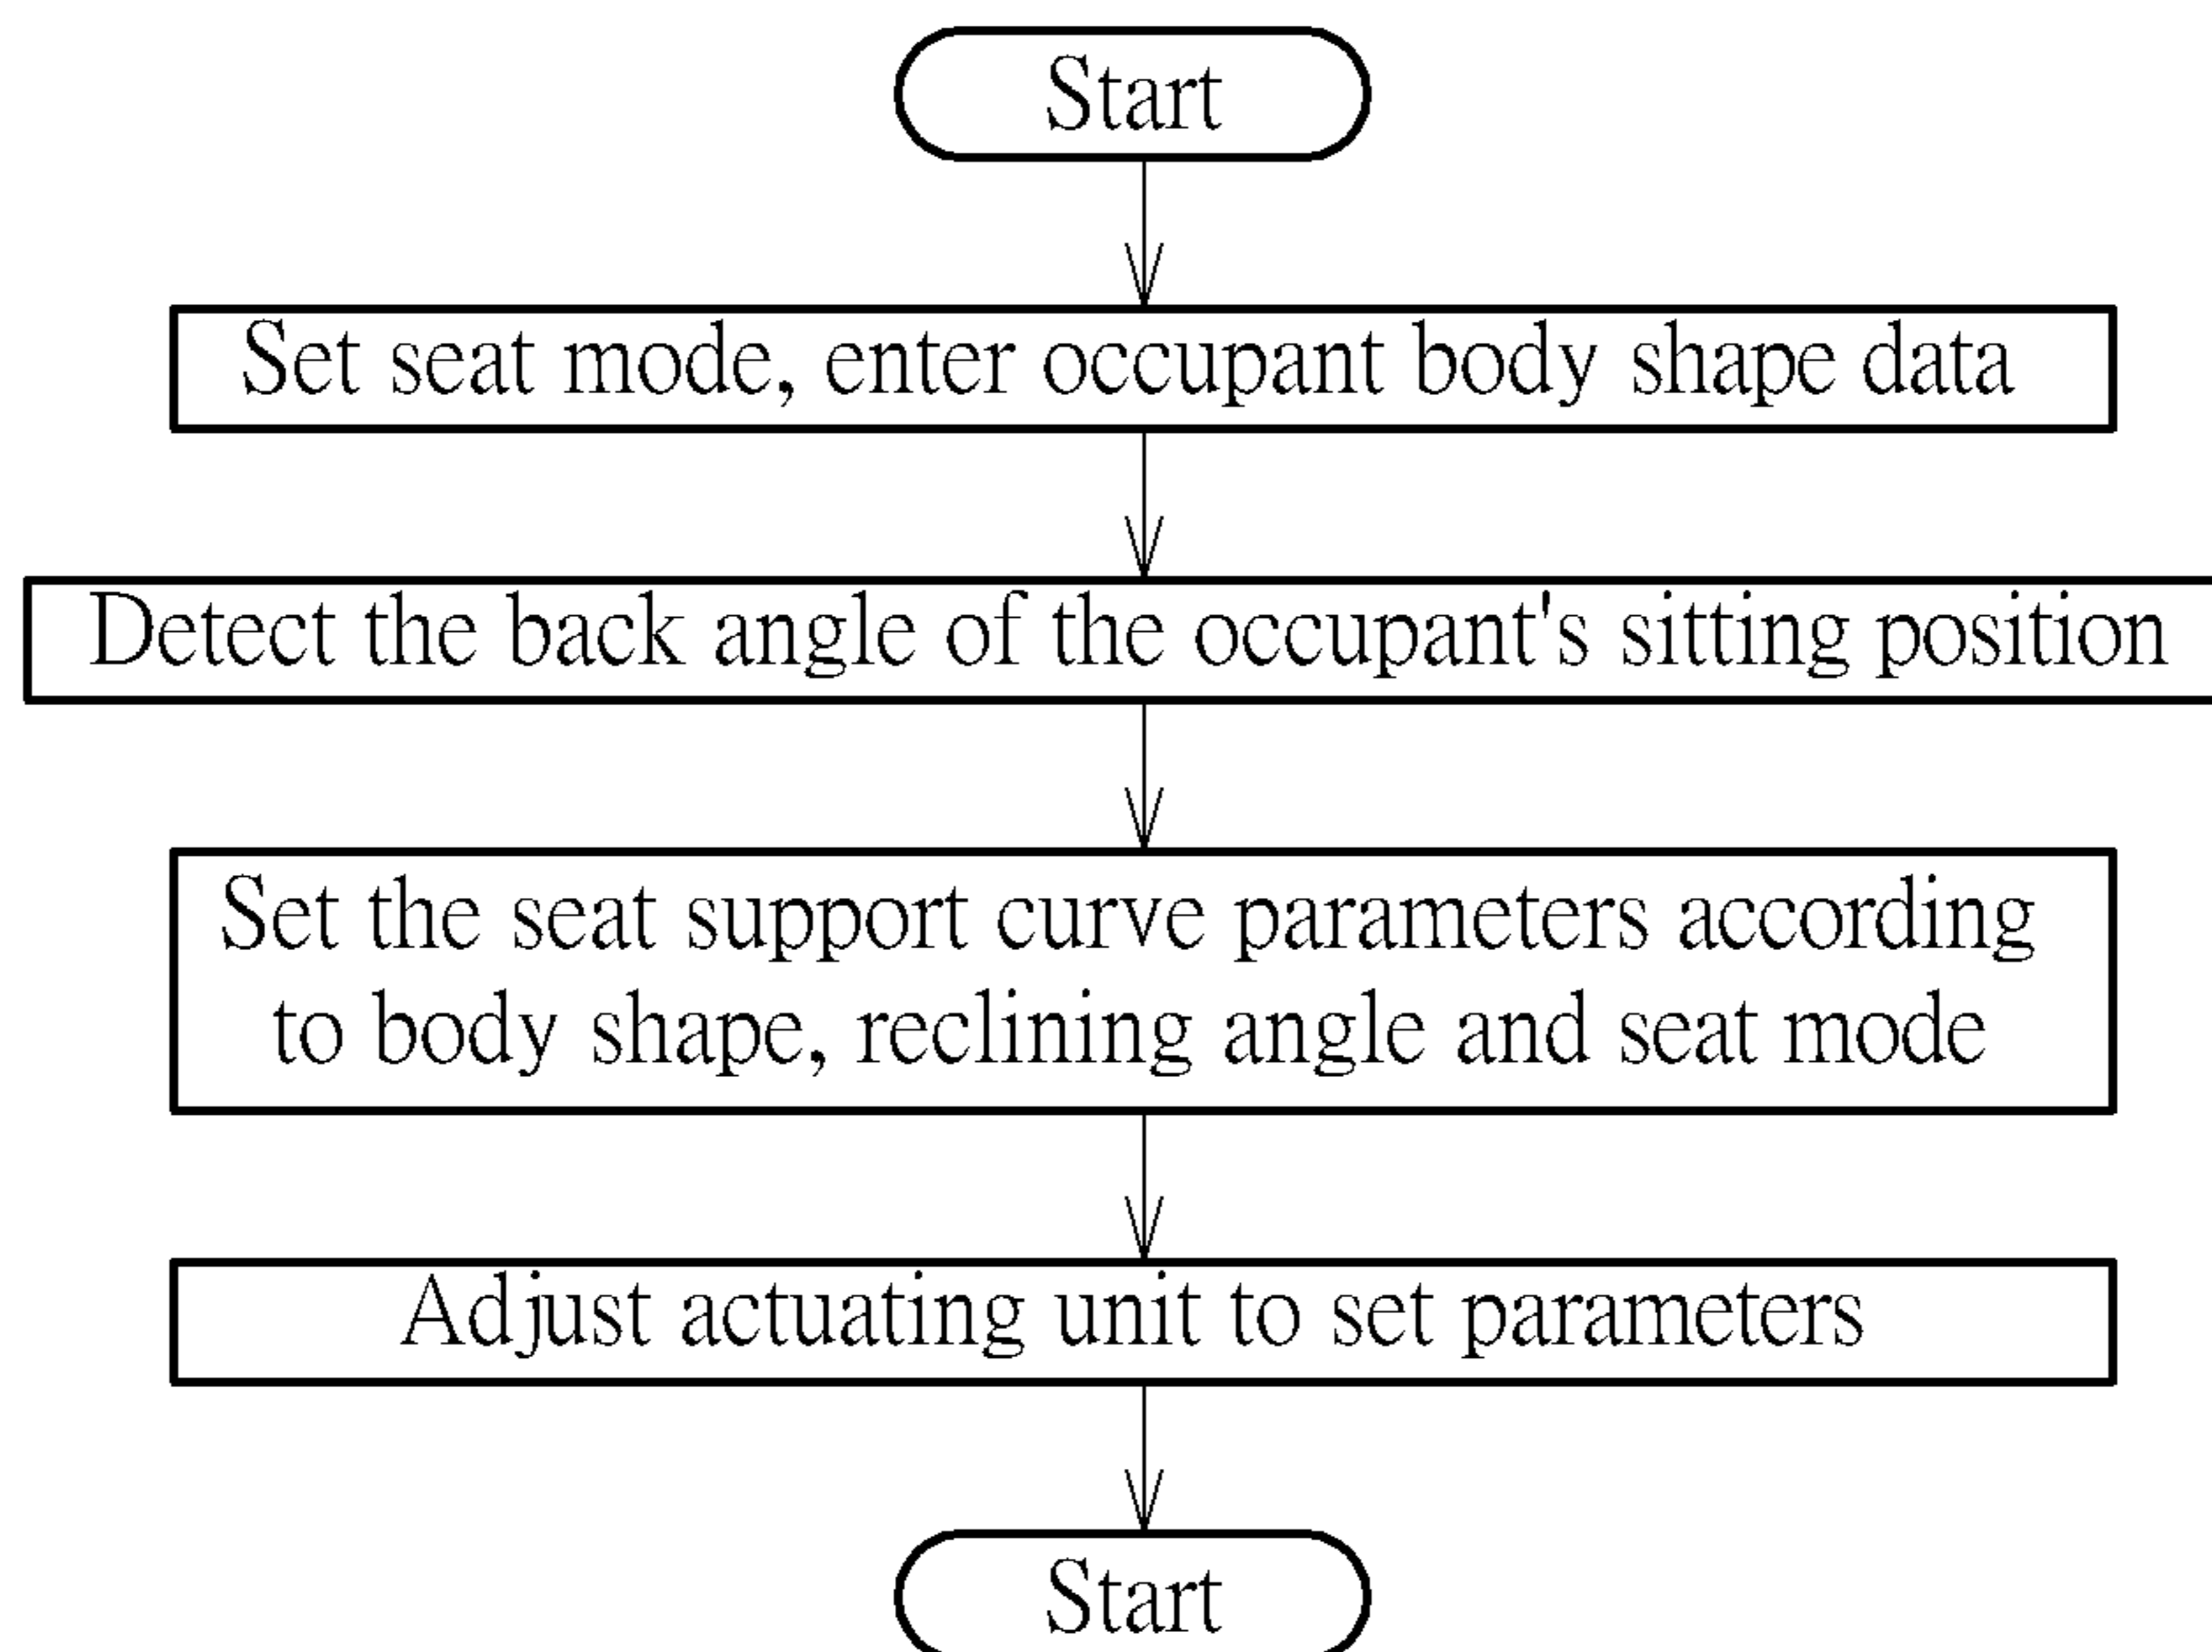 Start
Set seat mode, enter occupant body shape data
Detect the back angle of the occupant's sitting position
Set the seat support curve parameters according
to body shape, reclining angle and seat mode
Adjust actuating unit to set parameters
Start